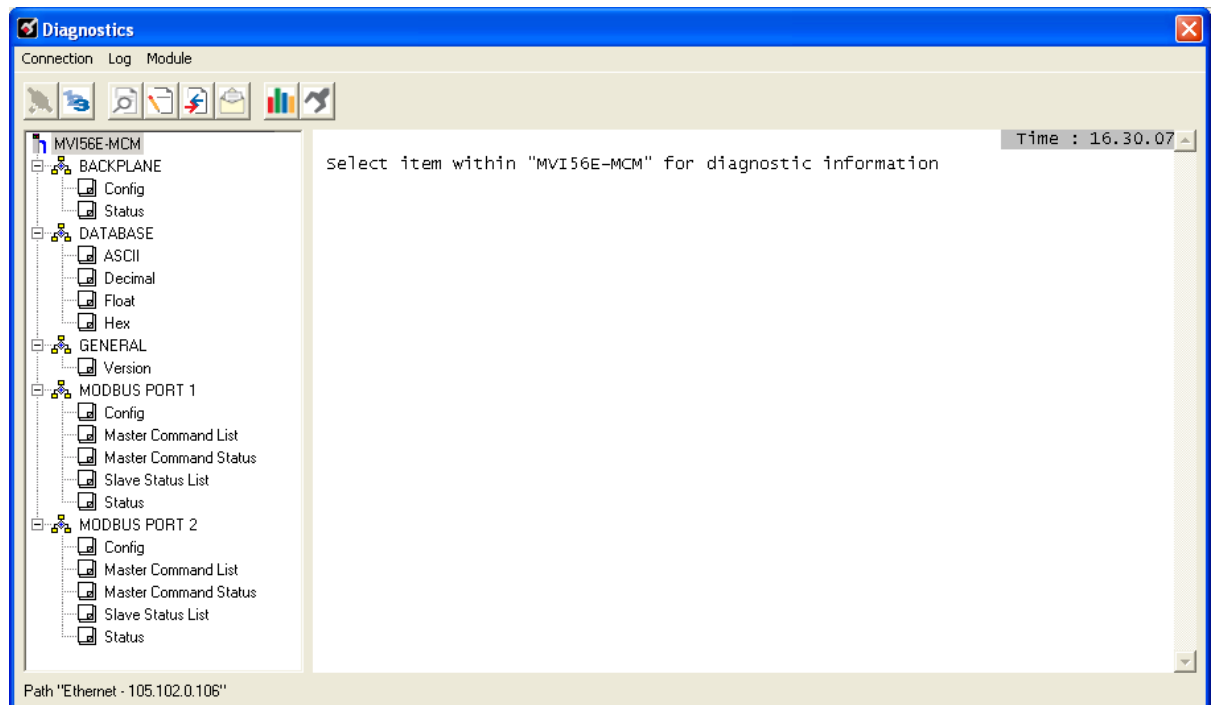 Diagnostics
Connection Log Module
MVI56E-MCM
BACKPLANE
Config
Status
DATABASE
ASCII
Decimal
Float
Hex
GENERAL
Version
MODBUS PORT 1
Config
Master Command List
Master Command Status
Slave Status List
Status
MODBUS PORT 2
Config
Master Command List
Master Command Status
Slave Status List
Status
Time : 16.30.07
Select item within "MVI56E-MCM" for diagnostic information
Path "Ethernet - 105.102.0.106"